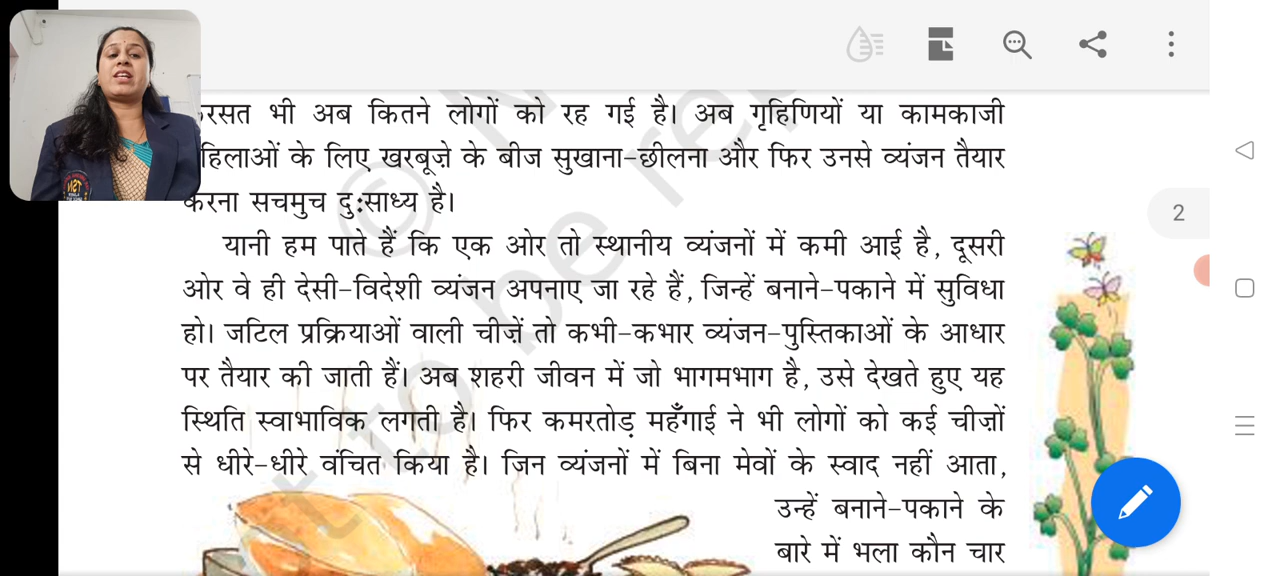 फुरसत भी अब कितने लोगों को रह गई है। अब गृहिणियों या कामकाजी
महिलाओं के लिए खरबूज़े के बीज सुखाना-छीलना और फिर उनसे व्यंजन तैयार
करना सचमुच दुःसाध्य है।
यानी हम पाते हैं कि एक ओर तो स्थानीय व्यंजनों में कमी आई है, दूसरी
ओर वे ही देसी-विदेशी व्यंजन अपनाए जा रहे हैं, जिन्हें बनाने-पकाने में सुविधा
हो। जटिल प्रक्रियाओं वाली चीज़ें तो कभी-कभार व्यंजन-पुस्तिकाओं के आधार
पर तैयार की जाती हैं। अब शहरी जीवन में जो भागमभाग है, उसे देखते हुए यह
स्थिति स्वाभाविक लगती है। फिर कमरतोड़ महँगाई ने भी लोगों को कई चीज़ों
से धीरे-धीरे वंचित किया है। जिन व्यंजनों में बिना मेवों के स्वाद नहीं आता,
उन्हें बनाने-पकाने के
बारे में भला कौन चार
2